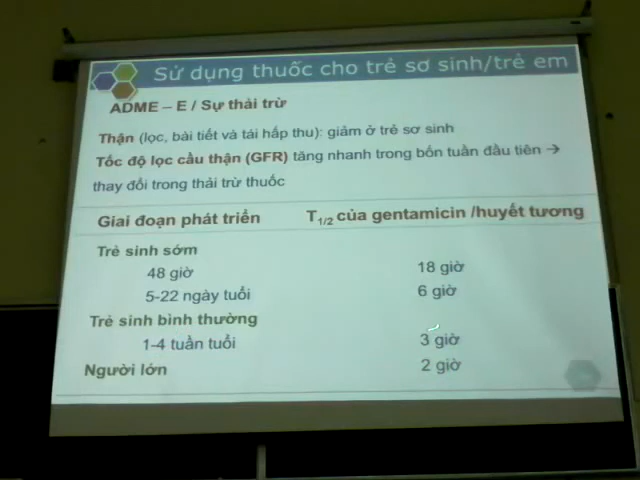 Sử dụng thuốc cho trẻ sơ sinh/trẻ em
ADME – E / Sự thải trừ
Thận (lọc, bài tiết và tái hấp thu): giảm ở trẻ sơ sinh
Tốc độ lọc cầu thận (GFR) tăng nhanh trong bốn tuần đầu tiên →
thay đổi trong thải trừ thuốc
Giai đoạn phát triển T1/2 của gentamicin /huyết tương
Trẻ sinh sớm
48 giờ 18 giờ
5-22 ngày tuổi 6 giờ
Trẻ sinh bình thường
1-4 tuần tuổi 3 giờ
Người lớn 2 giờ